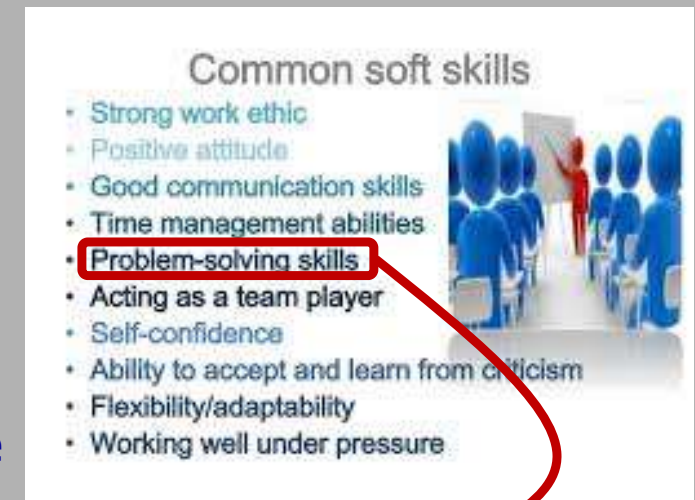 Common soft skills
• Strong work ethic
• Positive attitude
• Good communication skills
• Time management abilities
• Problem-solving skills
• Acting as a team player
• Self-confidence
• Ability to accept and learn from criticism
• Flexibility/adaptability
• Working well under pressure